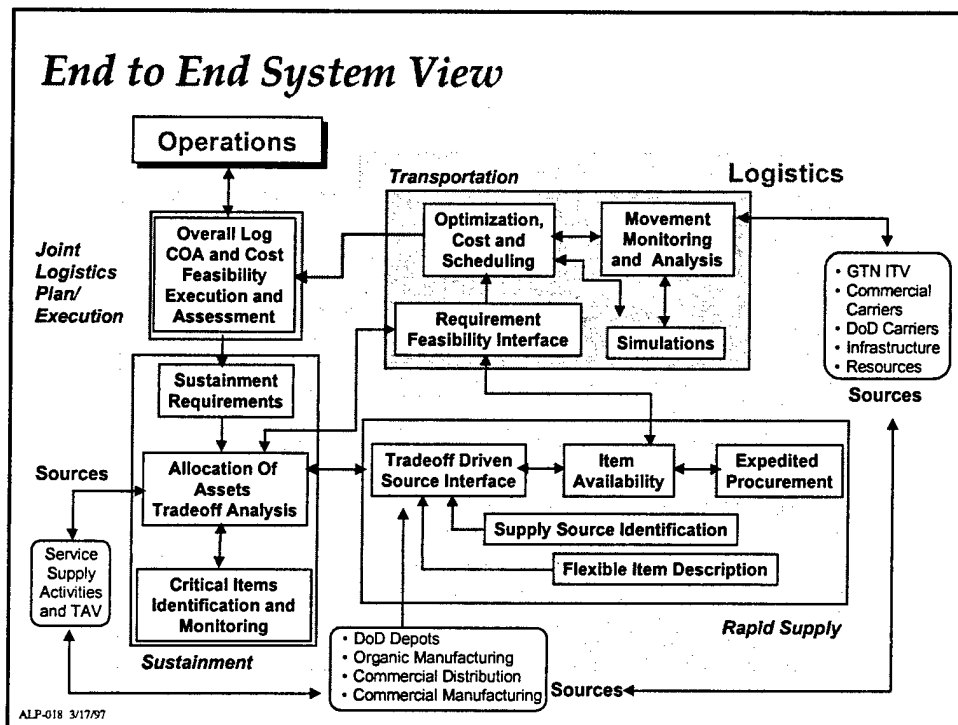 End to End System View
Operations
Logistics
Transportation
Optimization,
Cost and
Scheduling
Movement
Monitoring
and Analysis
Joint
Logistics
Plan/
Execution
Overall Log
COA and Cost
Feasibility
Execution and
Assessment
Requirement
Feasibility Interface
Simulations
• GTN ITV
• Commercial
Carriers
• DoD Carriers
• Infrastructure
• Resources
Sources
Sustainment
Requirements
Sources
Allocation Of
Assets
Tradeoff Analysis
Tradeoff Driven
Source Interface
Item
Availability
Expedited
Procurement
Supply Source Identification
Flexible Item Description
Service
Supply
Activities
and TAV
Critical Items
Identification and
Monitoring
Rapid Supply
Sustainment
• DoD Depots
• Organic Manufacturing
• Commercial Distribution
• Commercial Manufacturing
Sources
ALP-018 3/17/97